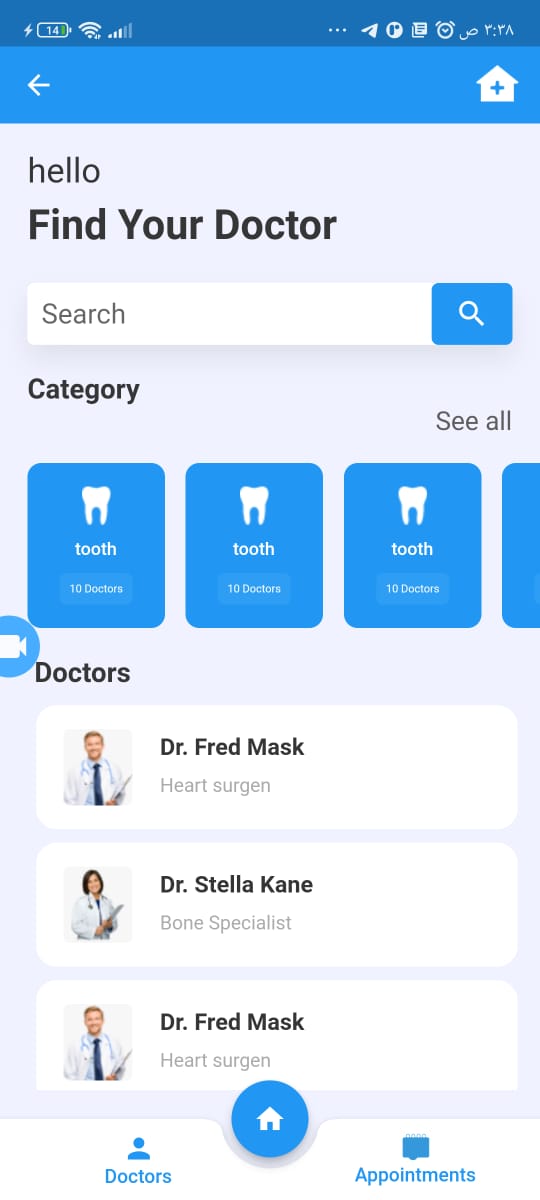 14
... ص ٣:٣٨
hello
Find Your Doctor
Search
Category
See all
tooth
10 Doctors
tooth
10 Doctors
tooth
10 Doctors
Doctors
Dr. Fred Mask
Heart surgen
Dr. Stella Kane
Bone Specialist
Dr. Fred Mask
Heart surgen
Doctors
Appointments